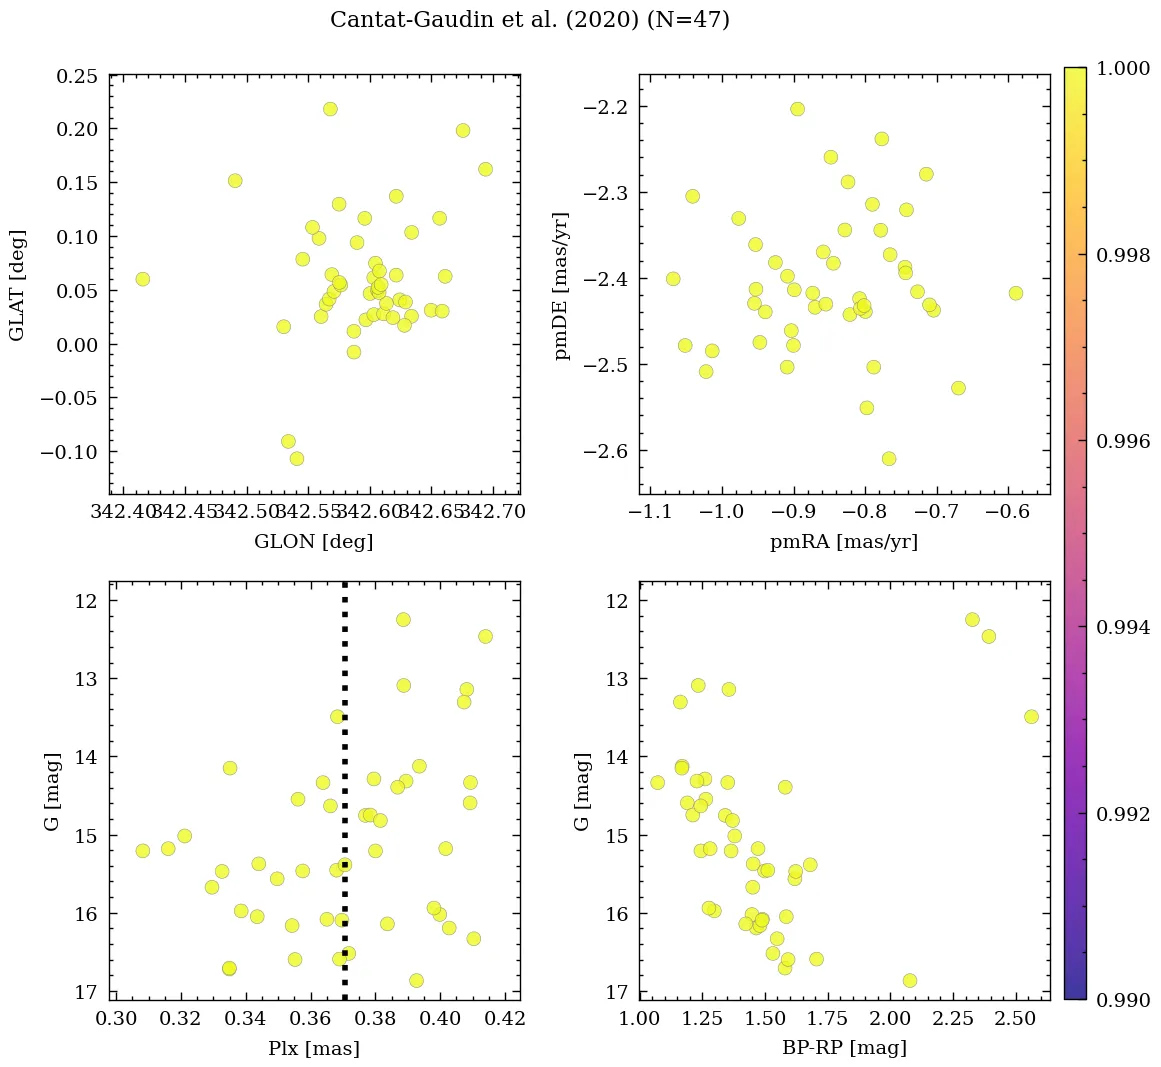 Cantat-Gaudin et al. (2020) (N=47)
0.25
0.20
0.15
0.10
0.05
0.00
−0.05
−0.10
GLAT [deg]
342.40 342.45 342.50 342.55 342.60 342.65 342.70
GLON [deg]
−2.2
−2.3
−2.4
−2.5
−2.6
pmDE [mas/yr]
−1.1 −1.0 −0.9 −0.8 −0.7 −0.6
pmRA [mas/yr]
1.000
0.998
0.996
0.994
0.992
0.990
12
13
14
15
16
17
G [mag]
0.30 0.32 0.34 0.36 0.38 0.40 0.42
Plx [mas]
12
13
14
15
16
17
G [mag]
1.00 1.25 1.50 1.75 2.00 2.25 2.50
BP-RP [mag]